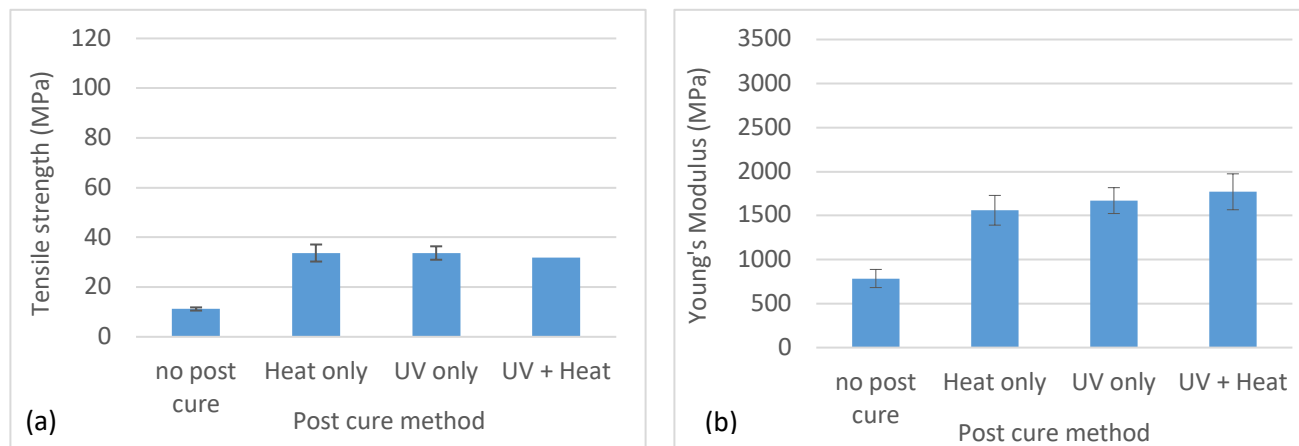 Tensile strength (MPa)
120
100
80
60
40
20
0
no post
cure
Heat only
UV only
UV + Heat
Post cure method
(a)
Young's Modulus (MPa)
3500
3000
2500
2000
1500
1000
500
0
no post
cure
Heat only
UV only
UV + Heat
Post cure method
(b)